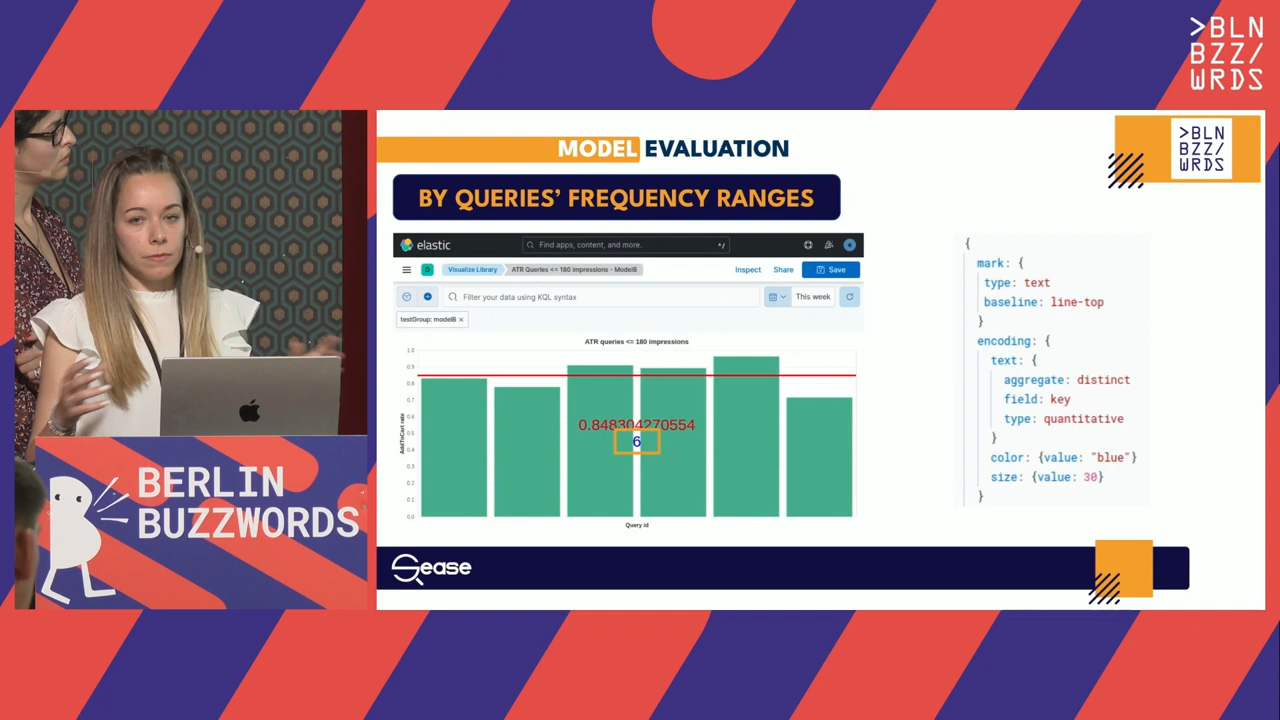 >BLN
BZZ/
WRDS
MODEL EVALUATION
>BLN
BZZ/
WRDS
BY QUERIES’ FREQUENCY RANGES
elastic
Find apps, content, and more.
^/
D
Visualize Library
ATR Queries <= 180 impressions - ModelB
Inspect
Share
Save
Filter your data using KQL syntax
This week
testGroup: modelB ×
ATR queries <= 180 impressions
1.0
0.9
0.8
0.7
0.6
0.5
0.4
0.3
0.2
0.1
0.0
AddToCart rate
0.848304270554
6
Query id
{
mark: {
type: text
baseline: line-top
}
encoding: {
text: {
aggregate: distinct
field: key
type: quantitative
}
color: {value: "blue"}
size: {value: 30}
}
Sease
BERLIN
BUZZWORDS